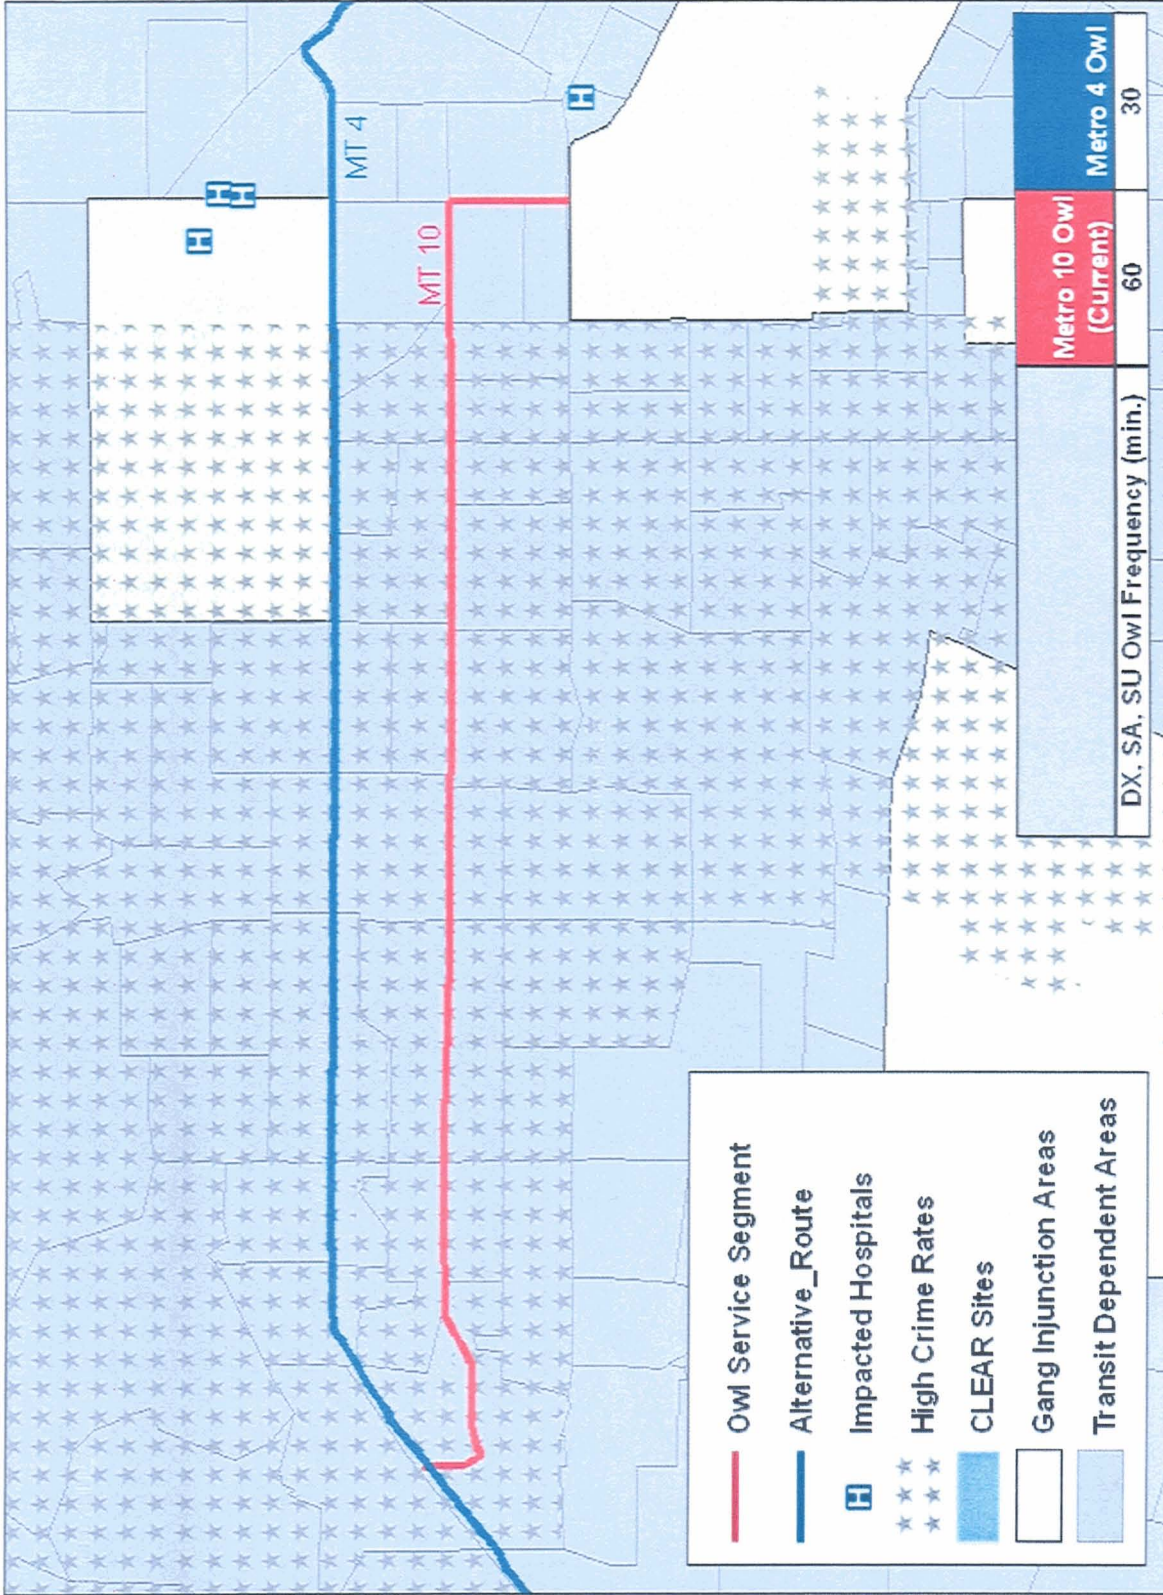 MT 4
MT 10
H
H
H
H
Owl Service Segment
Alternative_Route
H Impacted Hospitals
High Crime Rates
CLEAR Sites
Gang Injunction Areas
Transit Dependent Areas
Metro 10 Owl
(Current)
Metro 4 Owl
DX, SA, SU Owl Frequency (min.) 60 30